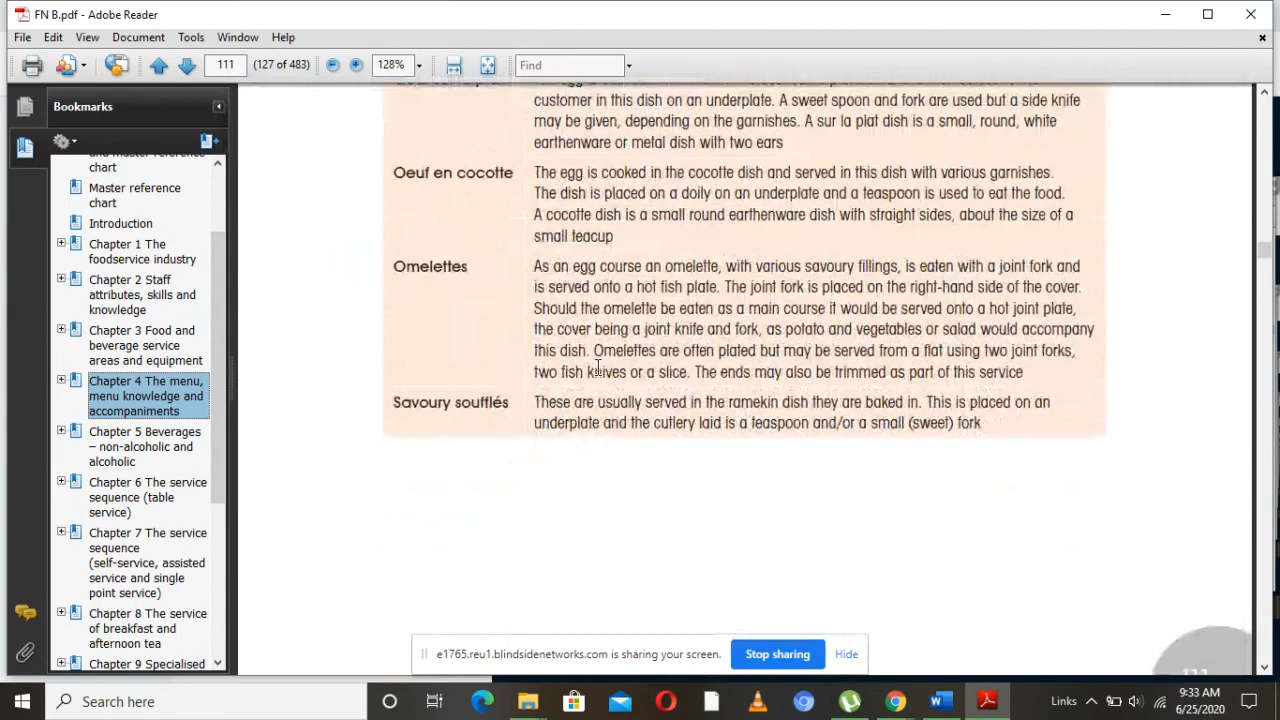 FN B.pdf - Adobe Reader
File Edit View Document Tools Window Help
111 (127 of 483) 128% Find
Bookmarks
and master reference
chart
Master reference
chart
Introduction
Chapter 1 The
foodservice industry
Chapter 2 Staff
attributes, skills and
knowledge
Chapter 3 Food and
beverage service
areas and equipment
Chapter 4 The menu,
menu knowledge and
accompaniments
Chapter 5 Beverages
– non-alcoholic and
alcoholic
Chapter 6 The service
sequence (table
service)
Chapter 7 The service
sequence
(self-service, assisted
service and single
point service)
Chapter 8 The service
of breakfast and
afternoon tea
Chapter 9 Specialised
customer in this dish on an underplate. A sweet spoon and fork are used but a side knife
may be given, depending on the garnishes. A sur la plat dish is a small, round, white
earthenware or metal dish with two ears
Oeuf en cocotte The egg is cooked in the cocotte dish and served in this dish with various garnishes.
The dish is placed on a doily on an underplate and a teaspoon is used to eat the food.
A cocotte dish is a small round earthenware dish with straight sides, about the size of a
small teacup
Omelettes As an egg course an omelette, with various savoury fillings, is eaten with a joint fork and
is served onto a hot fish plate. The joint fork is placed on the right-hand side of the cover.
Should the omelette be eaten as a main course it would be served onto a hot joint plate,
the cover being a joint knife and fork, as potato and vegetables or salad would accompany
this dish. Omelettes are often plated but may be served from a flat using two joint forks,
two fish knives or a slice. The ends may also be trimmed as part of this service
Savoury soufflés These are usually served in the ramekin dish they are baked in. This is placed on an
underplate and the cutlery laid is a teaspoon and/or a small (sweet) fork
e1765.reu1.blindsidenetworks.com is sharing your screen. Stop sharing Hide
Search here
Links
9:33 AM
6/25/2020